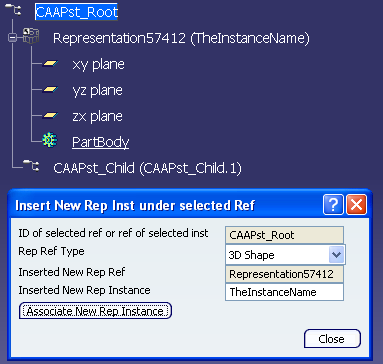 CAAPst_Root
Representation57412 (TheInstanceName)
xy plane
yz plane
zx plane
PartBody
CAAPst_Child (CAAPst_Child.1)
Insert New Rep Inst under selected Ref
ID of selected ref or ref of selected inst CAAPst_Root
Rep Ref Type 3D Shape
Inserted New Rep Ref Representation57412
Inserted New Rep Instance TheInstanceName
Associate New Rep Instance
Close